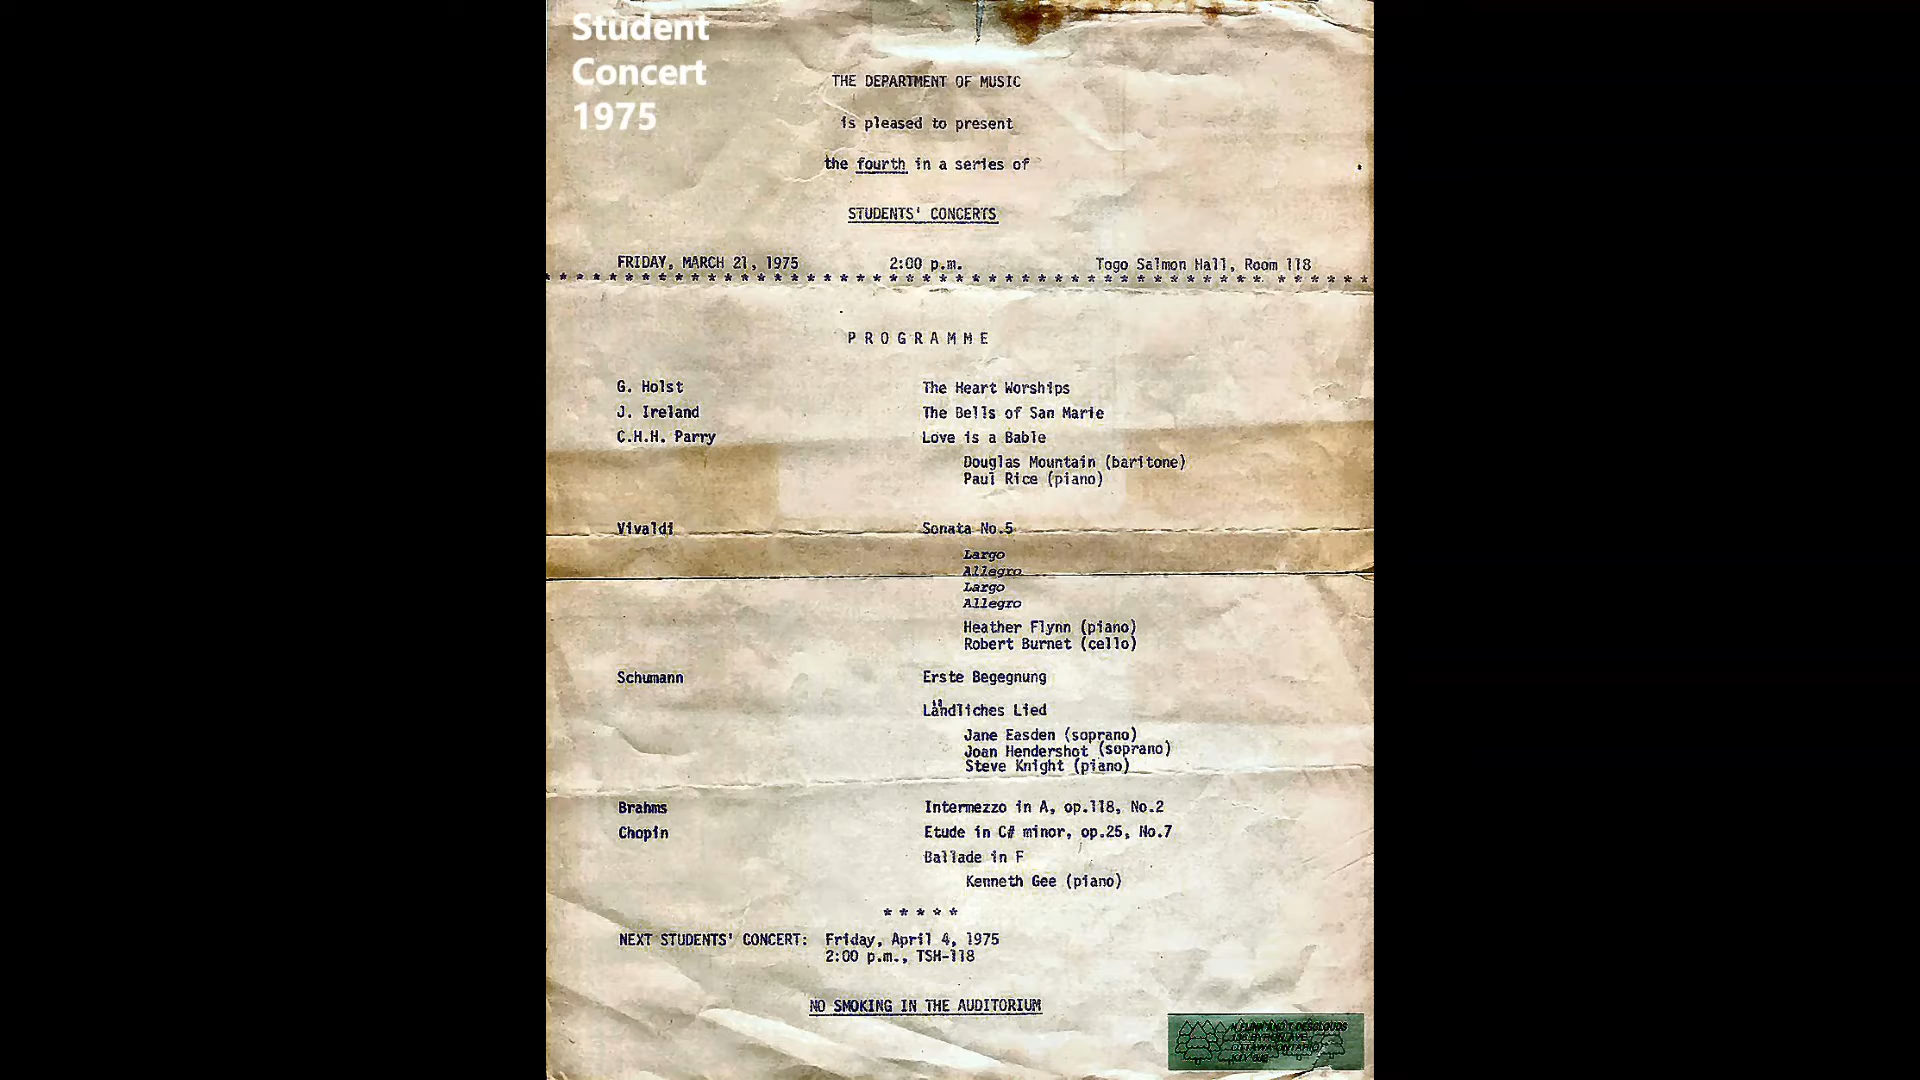 Student
Concert
1975
THE DEPARTMENT OF MUSIC
is pleased to present
the fourth in a series of
STUDENTS' CONCERTS
FRIDAY, MARCH 21, 1975 2:00 p.m. Togo Salmon Hall, Room 118
* * * * * * * * * * * * * * * * * * * * * * * * * * * * * * * * * * * * * * * * * * * * * * * * * *
P R O G R A M M E
G. Holst The Heart Worships
J. Ireland The Bells of San Marie
C.H.H. Parry Love is a Bable
Douglas Mountain (baritone)
Paul Rice (piano)
Vivaldi Sonata No.5
Largo
Allegro
Largo
Allegro
Heather Flynn (piano)
Robert Burnet (cello)
Schumann Erste Begegnung
Ländliches Lied
Jane Easden (soprano)
Joan Hendershot (soprano)
Steve Knight (piano)
Brahms Intermezzo in A, op.118, No.2
Chopin Etude in C# minor, op.25, No.7
Ballade in F
Kenneth Gee (piano)
* * * * *
NEXT STUDENTS' CONCERT: Friday, April 4, 1975
2:00 p.m., TSH-118
NO SMOKING IN THE AUDITORIUM
OTTAWA ONTARIO